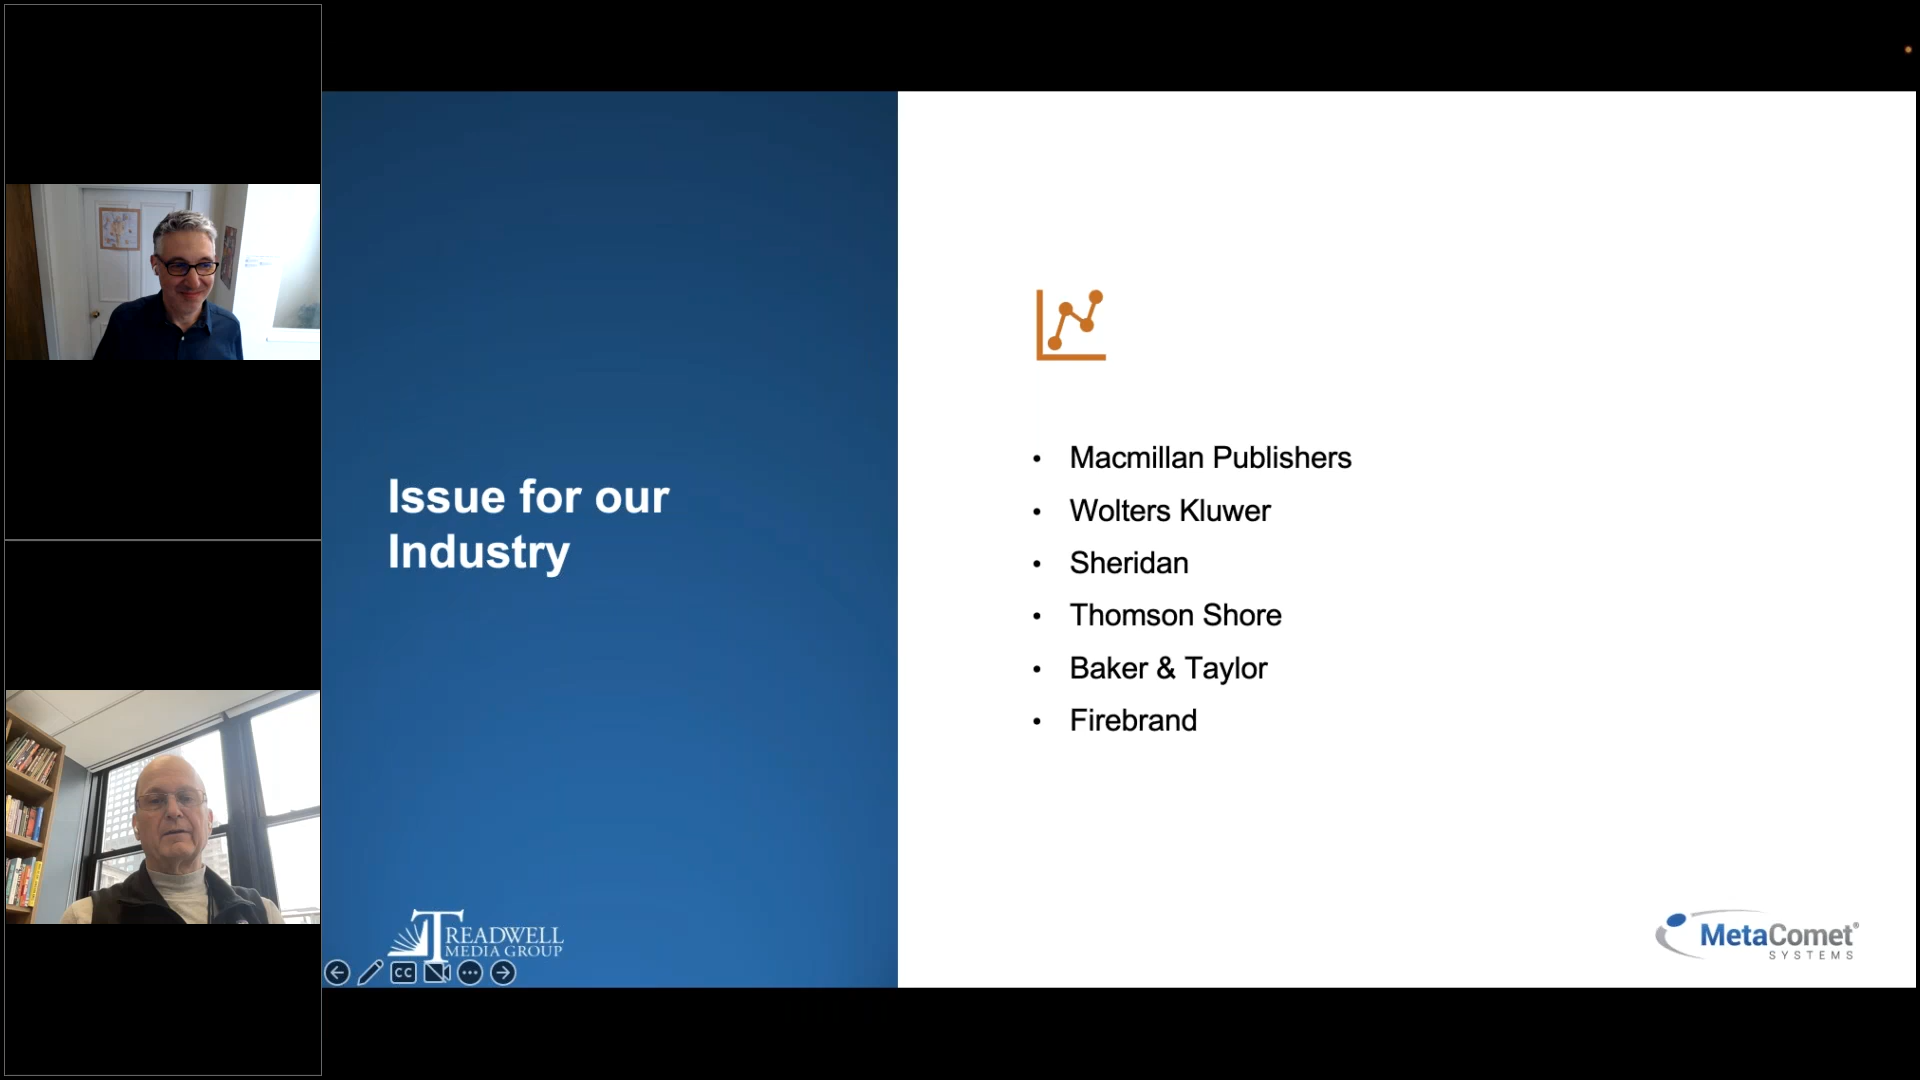 Issue for our
Industry
• Macmillan Publishers
• Wolters Kluwer
• Sheridan
• Thomson Shore
• Baker & Taylor
• Firebrand
TREADWELL
MEDIA GROUP
CC
MetaComet®
SYSTEMS